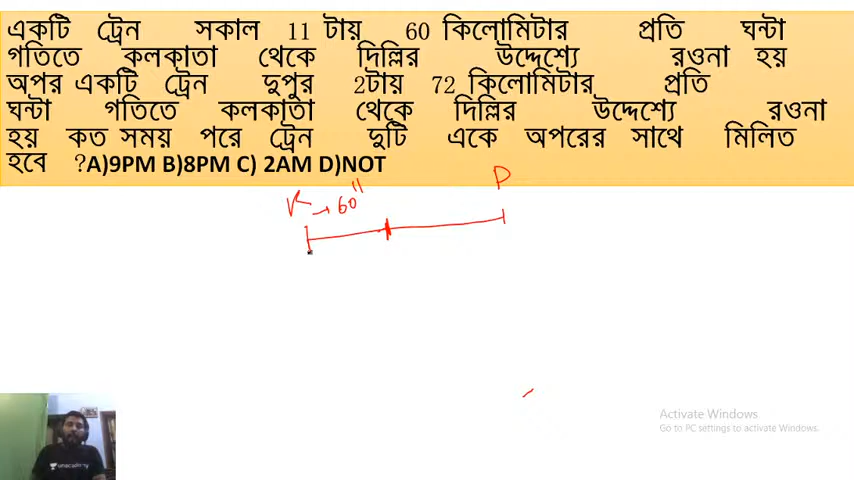 একটি ট্রেন সকাল 11 টায় 60 কিলোমিটার প্রতি ঘন্টা
গতিতে কলকাতা থেকে দিল্লির উদ্দেশ্যে রওনা হয়
অপর একটি ট্রেন দুপুর 2টায় 72 কিলোমিটার প্রতি
ঘন্টা গতিতে কলকাতা থেকে দিল্লির উদ্দেশ্যে রওনা
হয় কত সময় পরে ট্রেন দুটি একে অপরের সাথে মিলিত
হবে ?A)9PM B)8PM C) 2AM D)NOT
D
K → 60 11
Activate Windows
Go to PC settings to activate Windows.
unacademy